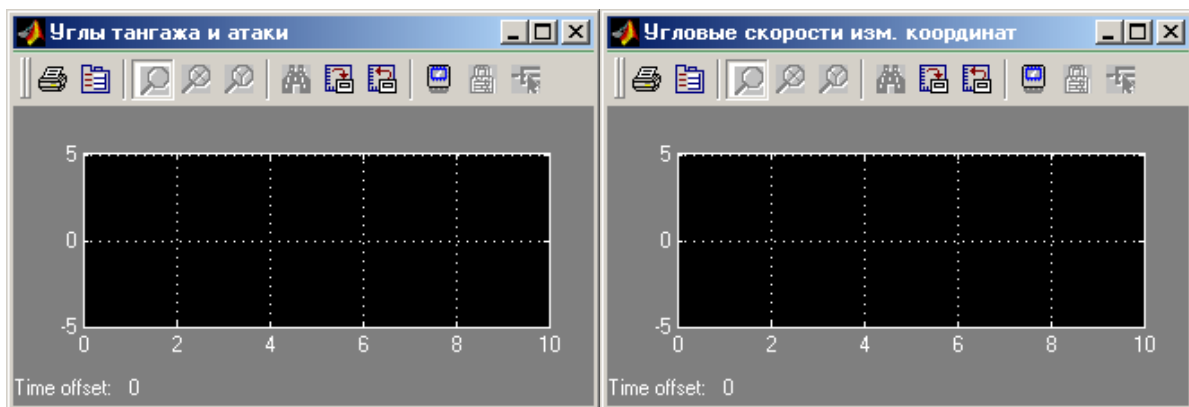 Углы тангажа и атаки
5
0
-5
0 2 4 6 8 10
Time offset: 0
Угловые скорости изм. координат
5
0
-5
0 2 4 6 8 10
Time offset: 0